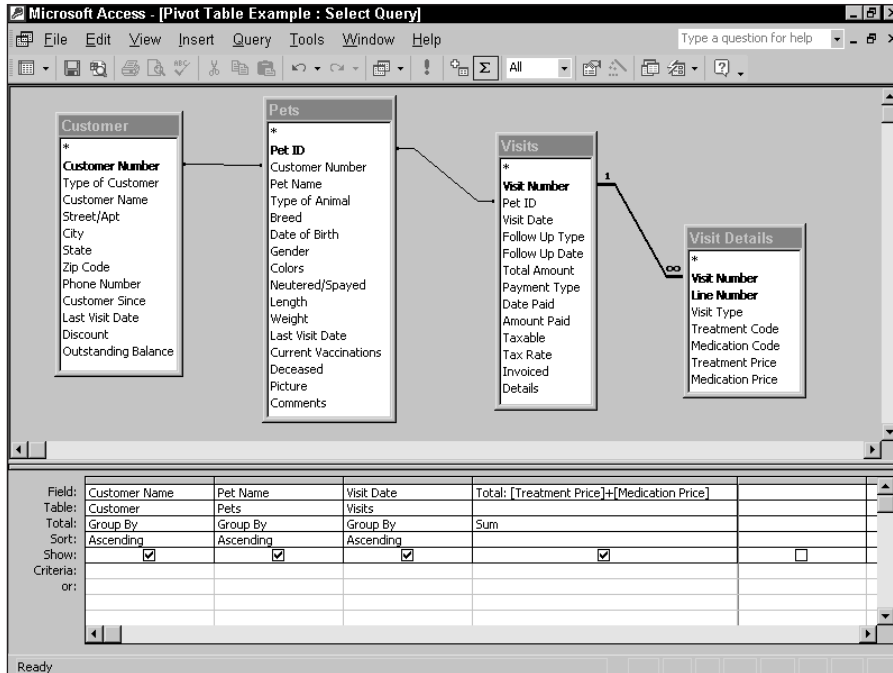 Microsoft Access - [Pivot Table Example : Select Query]
File Edit View Insert Query Tools Window Help Type a question for help
ABC Σ All
Customer
*
Customer Number
Type of Customer
Customer Name
Street/Apt
City
State
Zip Code
Phone Number
Customer Since
Last Visit Date
Discount
Outstanding Balance
Pets
*
Pet ID
Customer Number
Pet Name
Type of Animal
Breed
Date of Birth
Gender
Colors
Neutered/Spayed
Length
Weight
Last Visit Date
Current Vaccinations
Deceased
Picture
Comments
Visits
*
Visit Number
Pet ID
Visit Date
Follow Up Type
Follow Up Date
Total Amount
Payment Type
Date Paid
Amount Paid
Taxable
Tax Rate
Invoiced
Details
1
∞
Visit Details
*
Visit Number
Line Number
Visit Type
Treatment Code
Medication Code
Treatment Price
Medication Price
Field: Customer Name Pet Name Visit Date Total: [Treatment Price]+[Medication Price]
Table: Customer Pets Visits
Total: Group By Group By Group By Sum
Sort: Ascending Ascending Ascending
Show:
Criteria:
or:
Ready